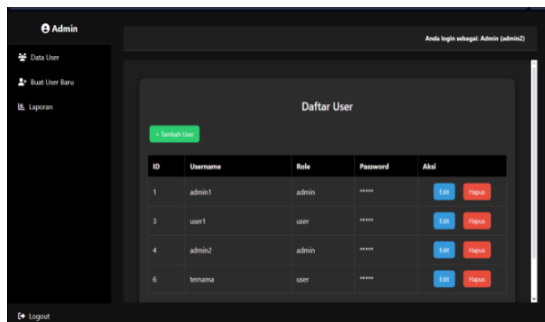 Admin
Anda login sebagai: Admin (admin2)
Data User
Buat User Baru
Laporan
Daftar User
+ Tambah User
ID Username Role Password Aksi
1 admin1 admin ***** Edit Hapus
3 user1 user ***** Edit Hapus
4 admin2 admin ***** Edit Hapus
6 ternama user ***** Edit Hapus
Logout